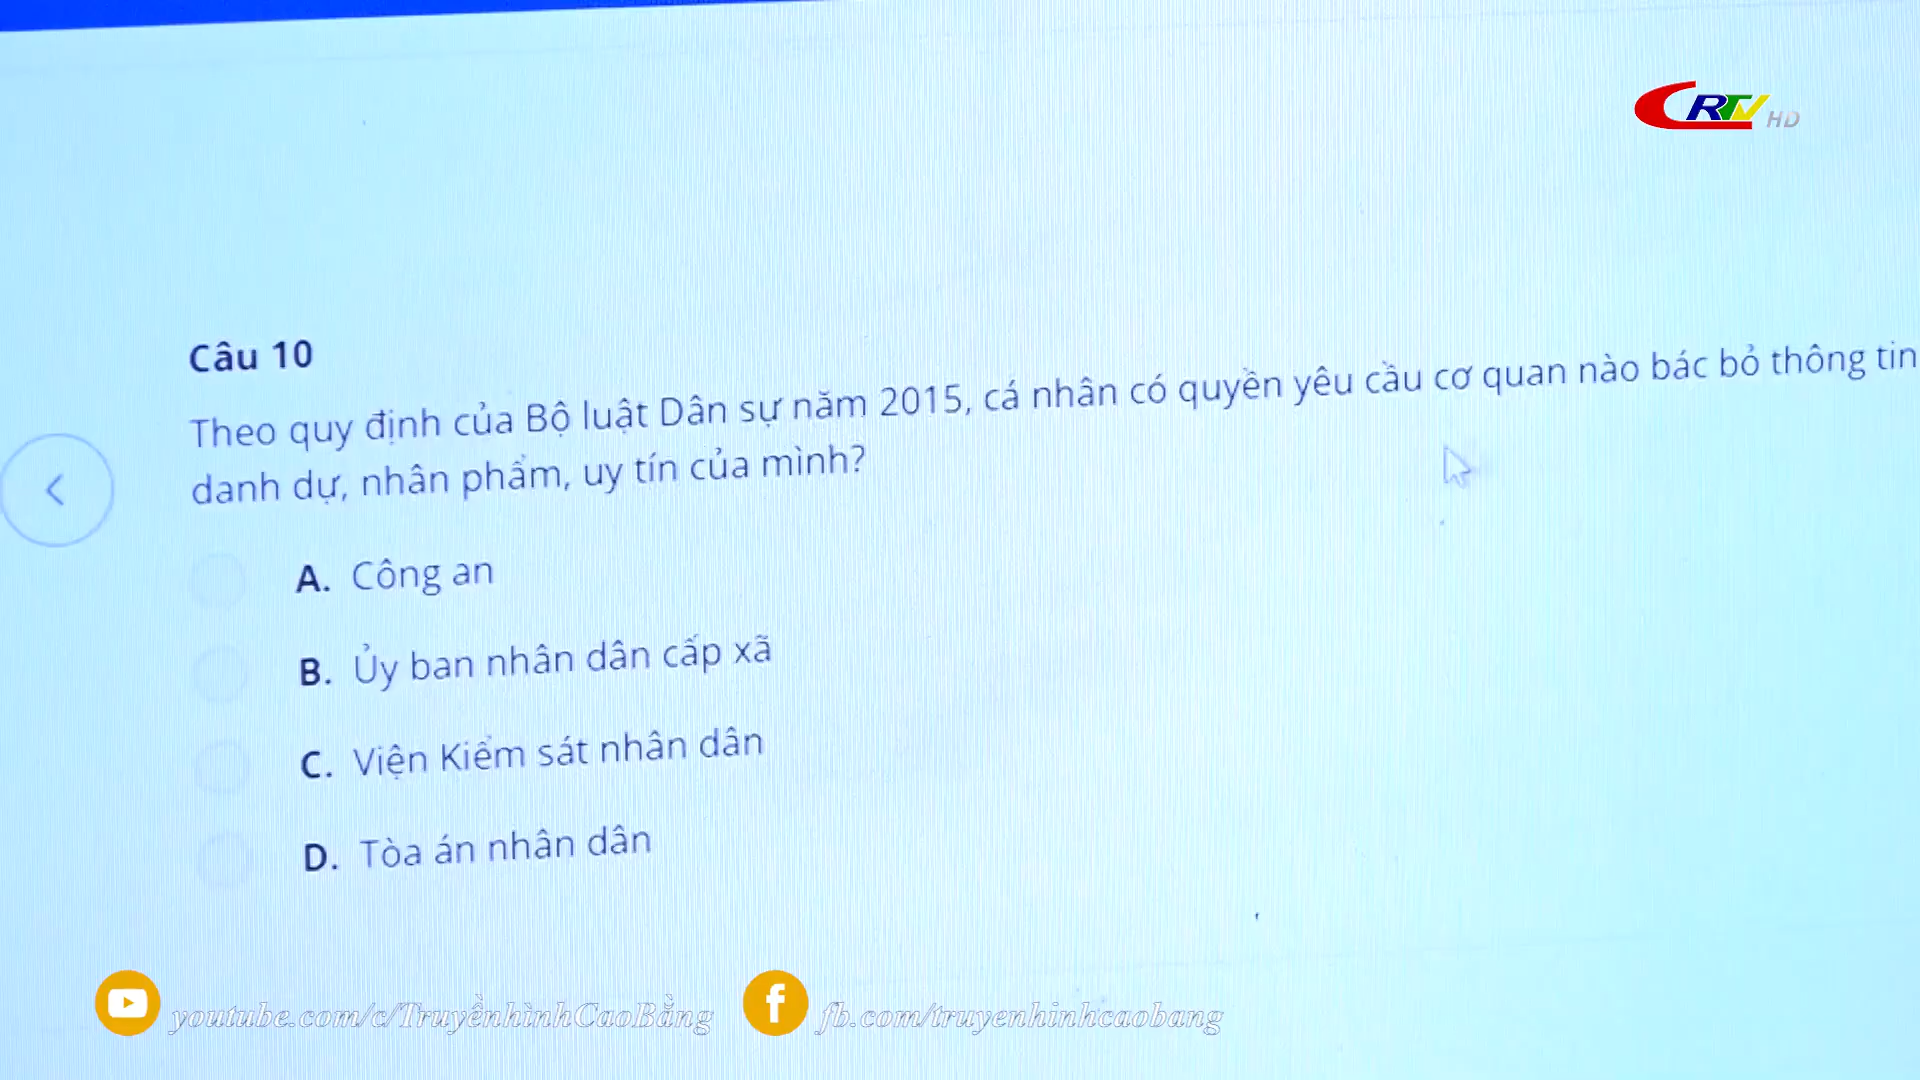 CRTV HD
Câu 10
Theo quy định của Bộ luật Dân sự năm 2015, cá nhân có quyền yêu cầu cơ quan nào bác bỏ thông tin
danh dự, nhân phẩm, uy tín của mình?
A. Công an
B. Ủy ban nhân dân cấp xã
C. Viện Kiểm sát nhân dân
D. Tòa án nhân dân
youtube.com/c/TruyềnhìnhCaoBằng
fb.com/truyenhinhcaobang